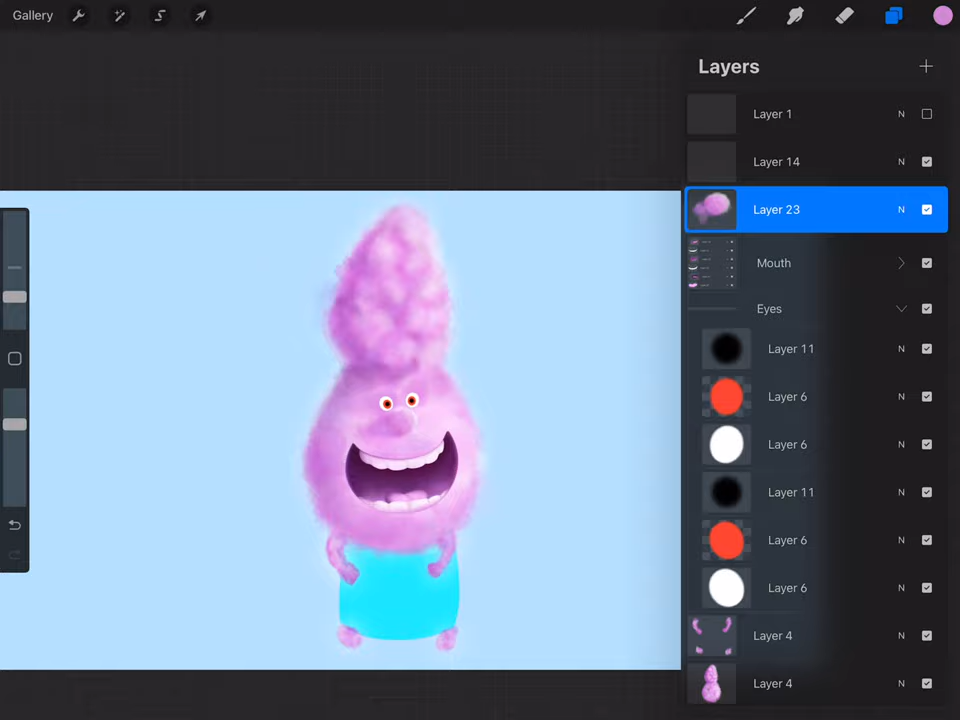 Gallery
Layers
Layer 1 N
Layer 14 N
Layer 23 N
Mouth
Eyes
Layer 11 N
Layer 6 N
Layer 6 N
Layer 11 N
Layer 6 N
Layer 6 N
Layer 4 N
Layer 4 N